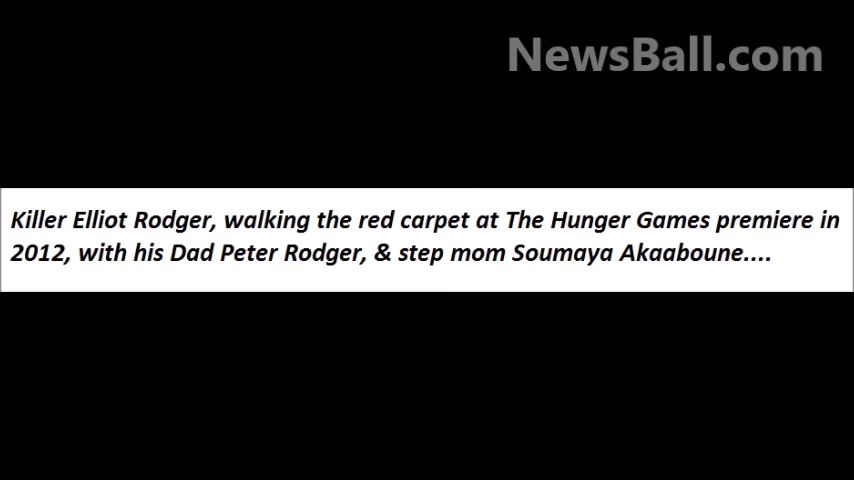 NewsBall.com
Killer Elliot Rodger, walking the red carpet at The Hunger Games premiere in
2012, with his Dad Peter Rodger, & step mom Soumaya Akaaboune....